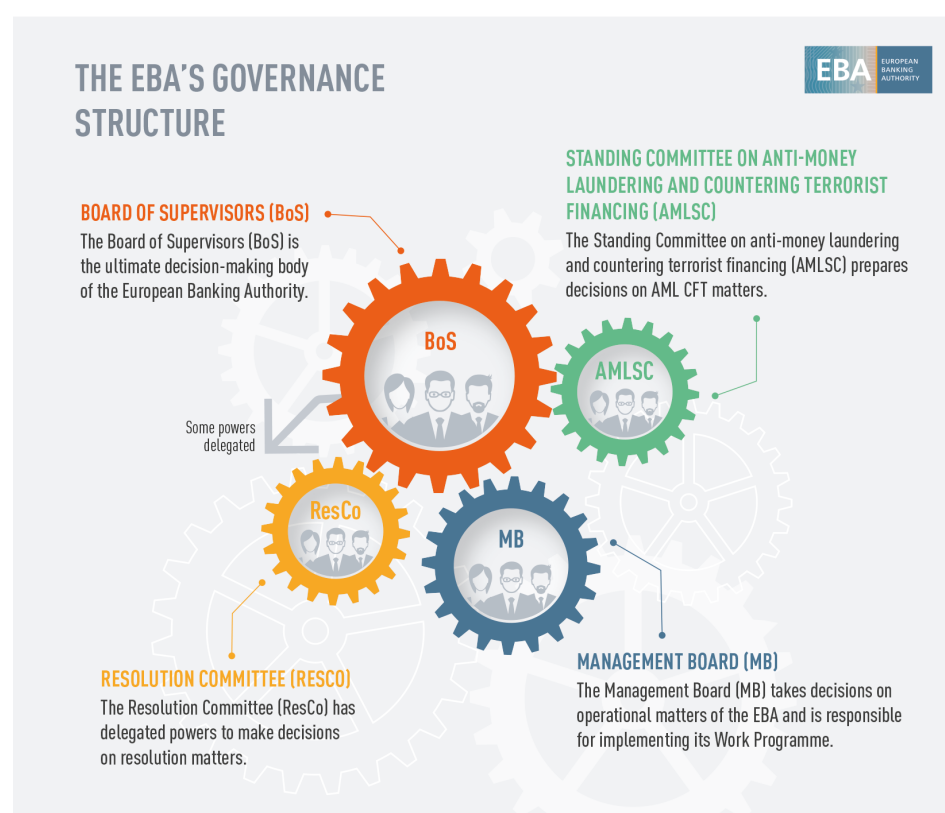 THE EBA'S GOVERNANCE
STRUCTURE
EBA
EUROPEAN
BANKING
AUTHORITY
STANDING COMMITTEE ON ANTI-MONEY
LAUNDERING AND COUNTERING TERRORIST
FINANCING (AMLSC)
The Standing Committee on anti-money laundering
and countering terrorist financing (AMLSC) prepares
decisions on AML CFT matters.
BOARD OF SUPERVISORS (BoS)
The Board of Supervisors (BoS) is
the ultimate decision-making body
of the European Banking Authority.
BoS
AMLSC
Some powers
delegated
ResCo
MB
RESOLUTION COMMITTEE (RESCO)
The Resolution Committee (ResCo) has
delegated powers to make decisions
on resolution matters.
MANAGEMENT BOARD (MB)
The Management Board (MB) takes decisions on
operational matters of the EBA and is responsible
for implementing its Work Programme.